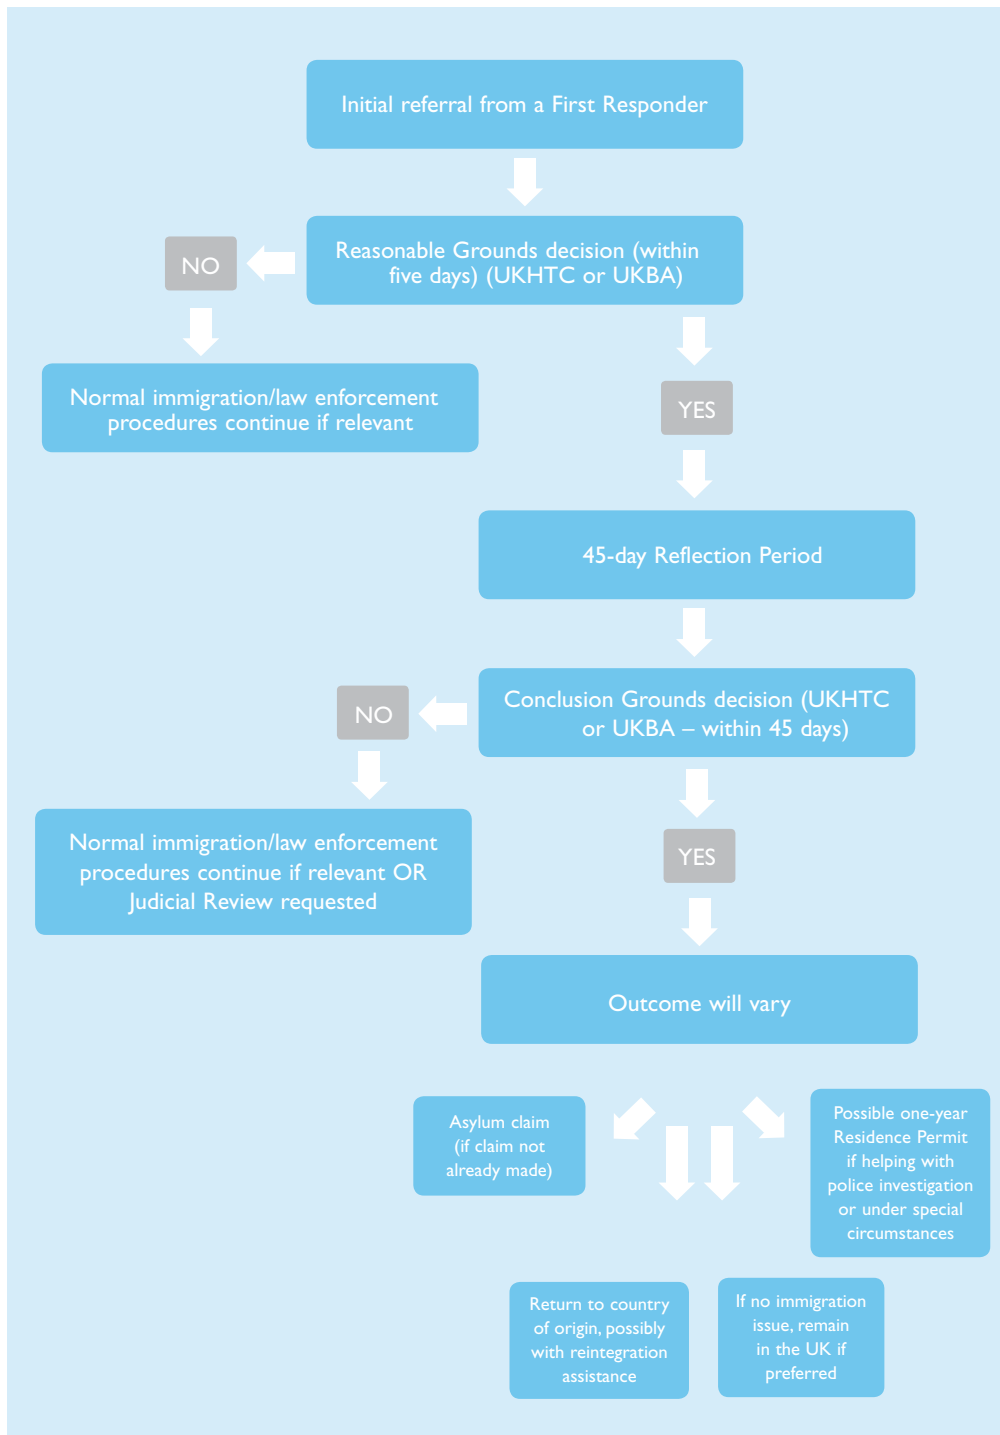 Initial referral from a First Responder
Reasonable Grounds decision (within
five days) (UKHTC or UKBA)
NO
Normal immigration/law enforcement
procedures continue if relevant
YES
45-day Reflection Period
Conclusion Grounds decision (UKHTC
or UKBA – within 45 days)
NO
Normal immigration/law enforcement
procedures continue if relevant OR
Judicial Review requested
YES
Outcome will vary
Asylum claim
(if claim not
already made)
Possible one-year
Residence Permit
if helping with
police investigation
or under special
circumstances
Return to country
of origin, possibly
with reintegration
assistance
If no immigration
issue, remain
in the UK if
preferred